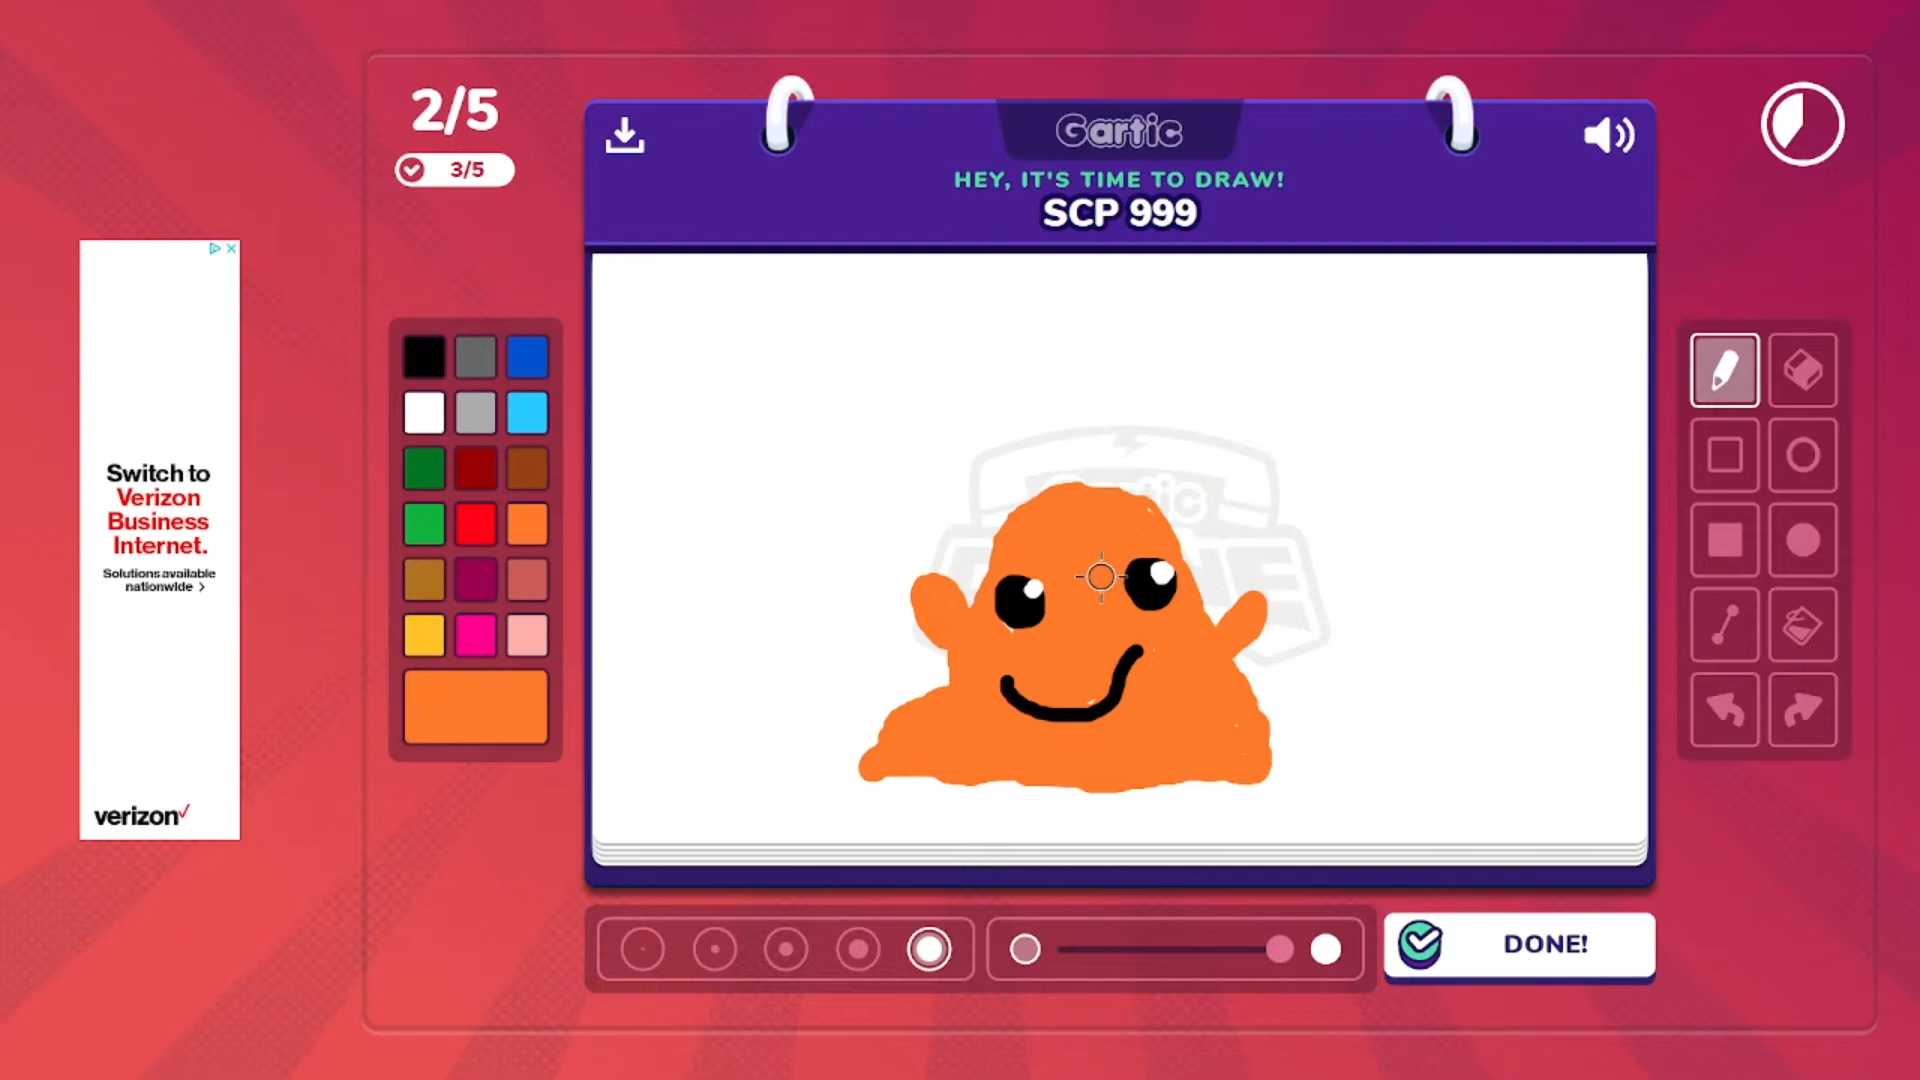 2/5
3/5
Gartic
HEY, IT'S TIME TO DRAW!
SCP 999
Switch to
Verizon
Business
Internet.
Solutions available
nationwide >
verizon
DONE!